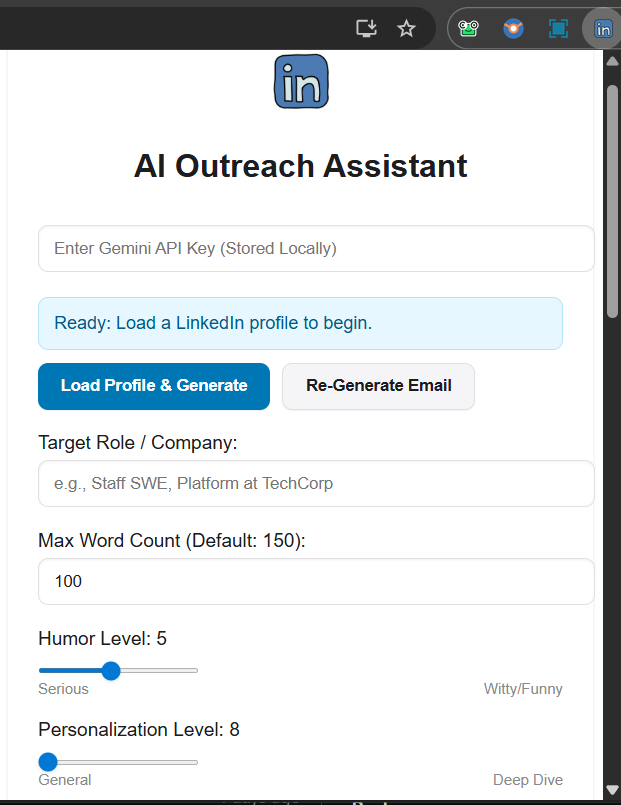 in
in
AI Outreach Assistant
Enter Gemini API Key (Stored Locally)
Ready: Load a LinkedIn profile to begin.
Load Profile & Generate
Re-Generate Email
Target Role / Company:
e.g., Staff SWE, Platform at TechCorp
Max Word Count (Default: 150):
100
Humor Level: 5
Serious
Witty/Funny
Personalization Level: 8
General
Deep Dive